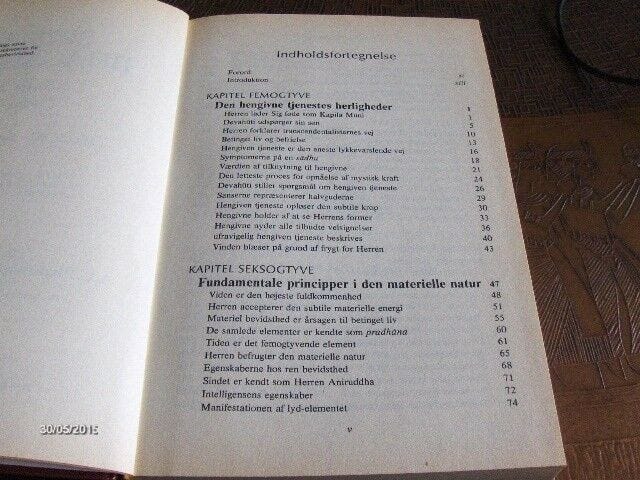 Indholdsfortegnelse
Forord xi
Introduktion xiii
KAPITEL FEMOGTYVE
Den hengivne tjenestes herligheder 1
Herren lader Sig føde som Kapila Muni 1
Devahūti udspørger sin søn 5
Herren forklarer transcendentalisternes vej 10
Betinget liv og befrielse 13
Hengiven tjeneste er den eneste lykkevarslende vej 16
Symptomerne på en sādhu 18
Værdien af tilknytning til hengivne 21
Den letteste proces for opnåelse af mystisk kraft 24
Devahūti stiller spørgsmål om hengiven tjeneste 26
Sanserne repræsenterer halvguderne 29
Hengiven tjeneste opløser den subtile krop 30
Hengivne holder af at se Herrens former 33
Hengivne nyder alle tilbudte velsignelser 36
ufravigelig hengiven tjeneste beskrives 40
Vinden blæser på grund af frygt for Herren 43
KAPITEL SEKSOGTYVE
Fundamentale principper i den materielle natur 47
Viden er den højeste fuldkommenhed 48
Herren accepterer den subtile materielle energi 51
Materiel bevidsthed er årsagen til betinget liv 55
De samlede elementer er kendte som pradhāna 60
Tiden er det femogtyvende element 61
Herren befrugter den materielle natur 65
Egenskaberne hos ren bevidsthed 68
Sindet er kendt som Herren Aniruddha 71
Intelligensens egenskaber 72
Manifestationen af lyd-elementet 74
v
30/05/2015